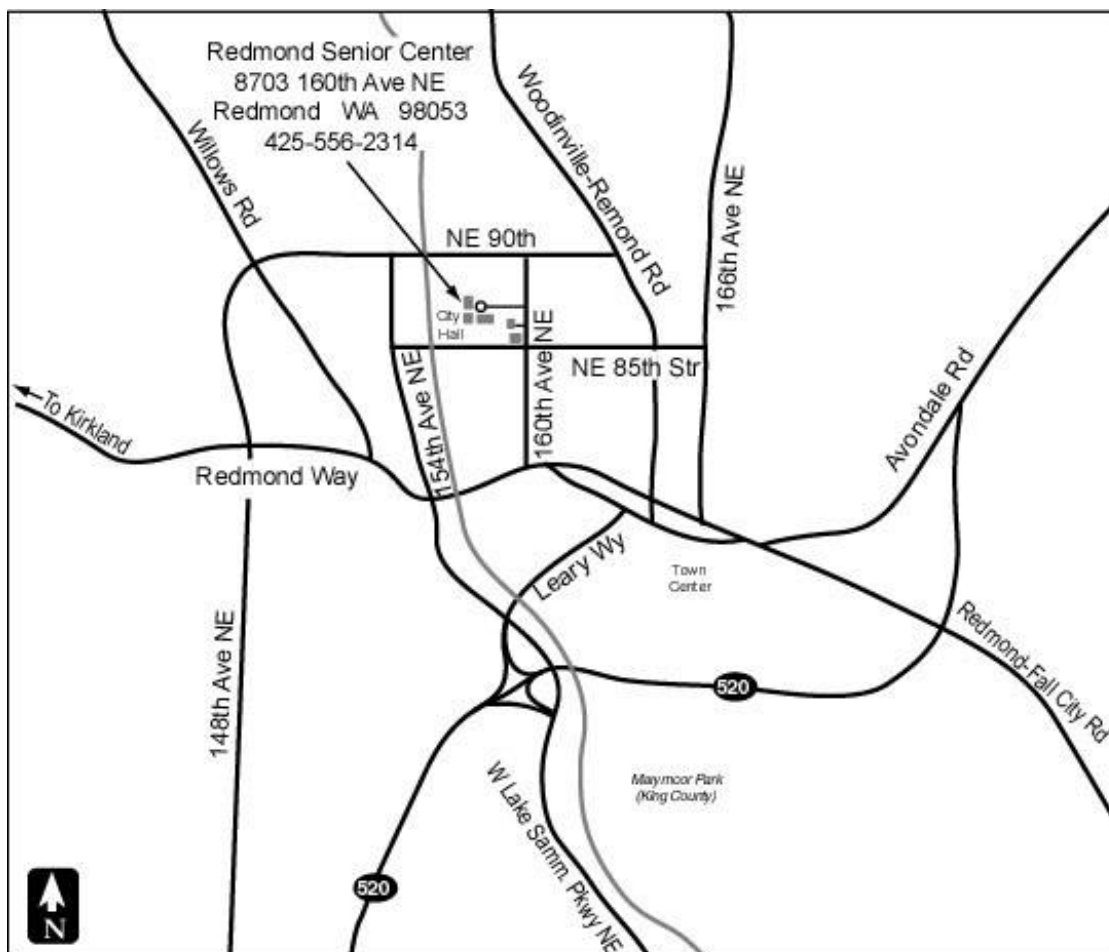 Redmond Senior Center
8703 160th Ave NE
Redmond WA 98053
425-556-2314
Willows Rd
Woodinville-Remond Rd
166th Ave NE
NE 90th
City
Hall
160th Ave NE
NE 85th Str
154th Ave NE
To Kirkland
Redmond Way
Avondale Rd
Leary Wy
Town
Center
148th Ave NE
520
Redmond-Fall City Rd
Marymoor Park
(King County)
W Lake Samm. Pkwy NE
520
N